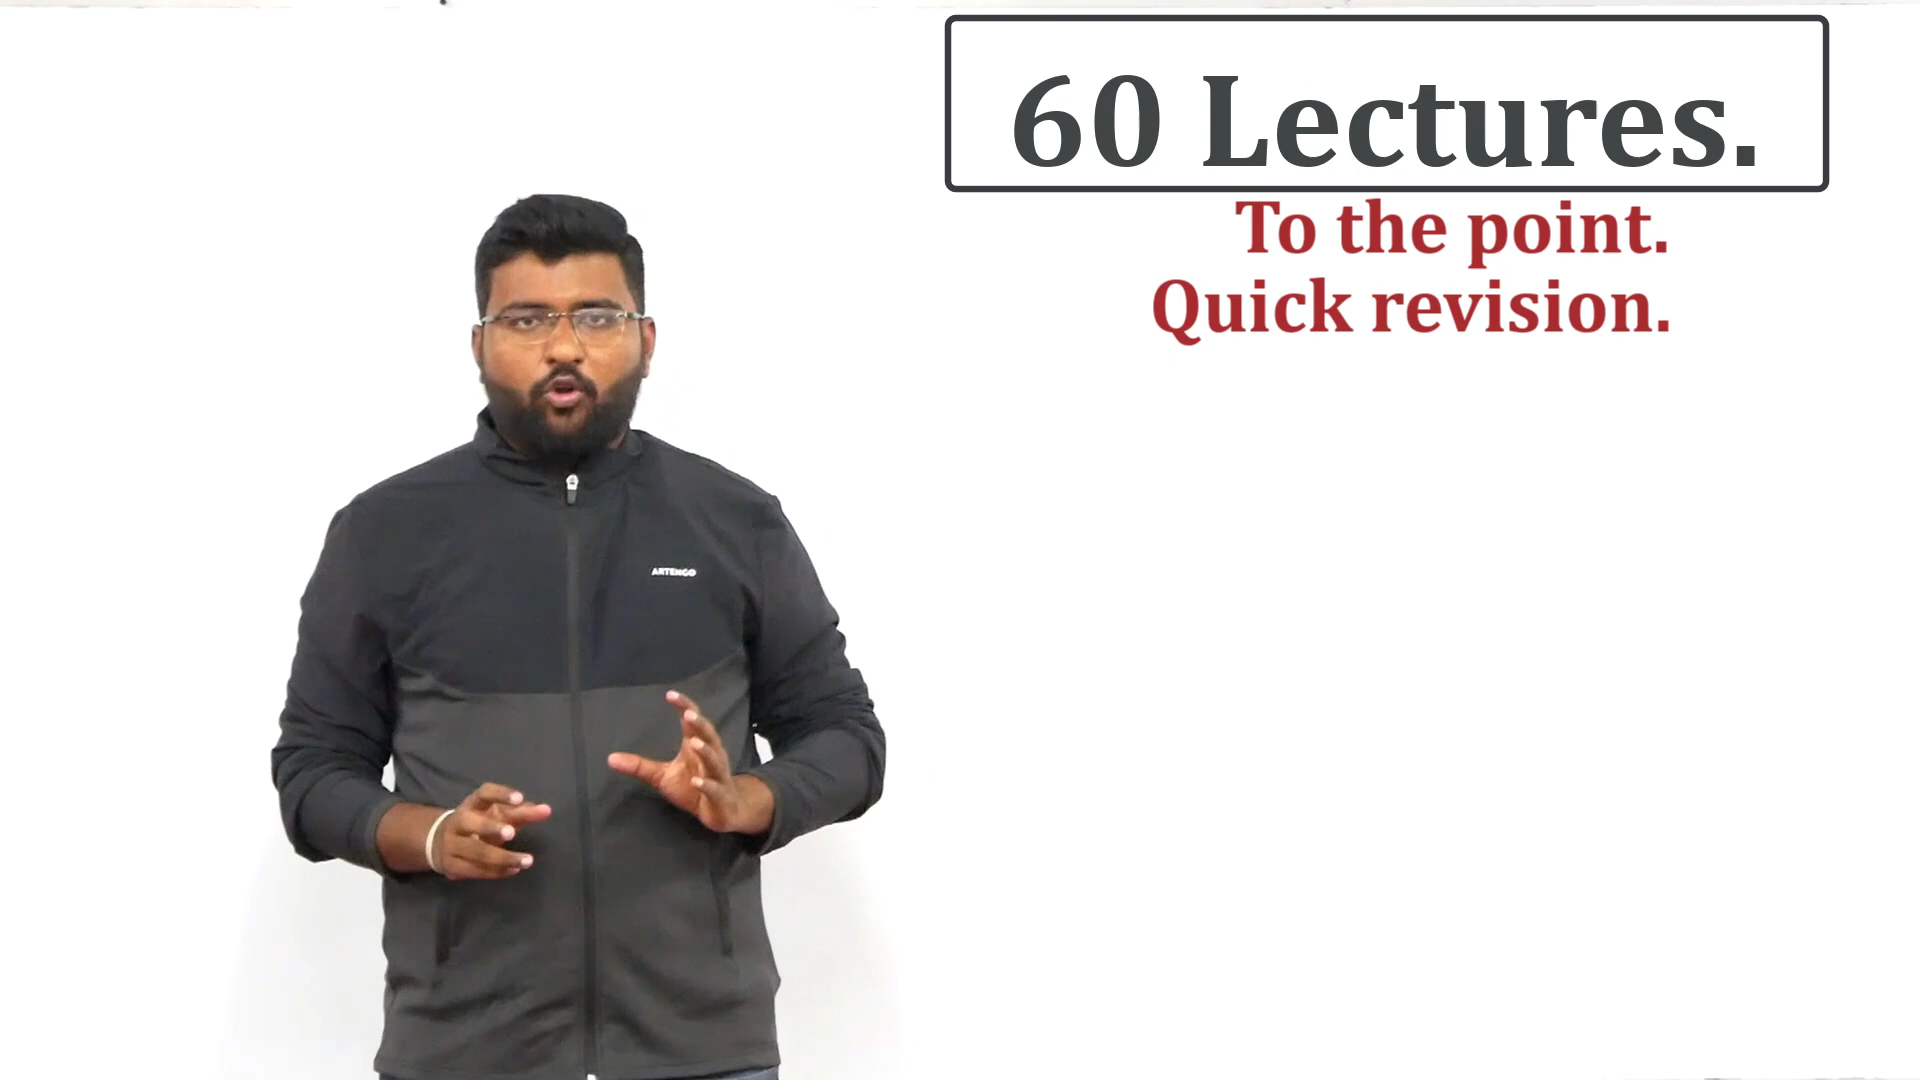 60 Lectures.
To the point.
Quick revision.
ARTENGO